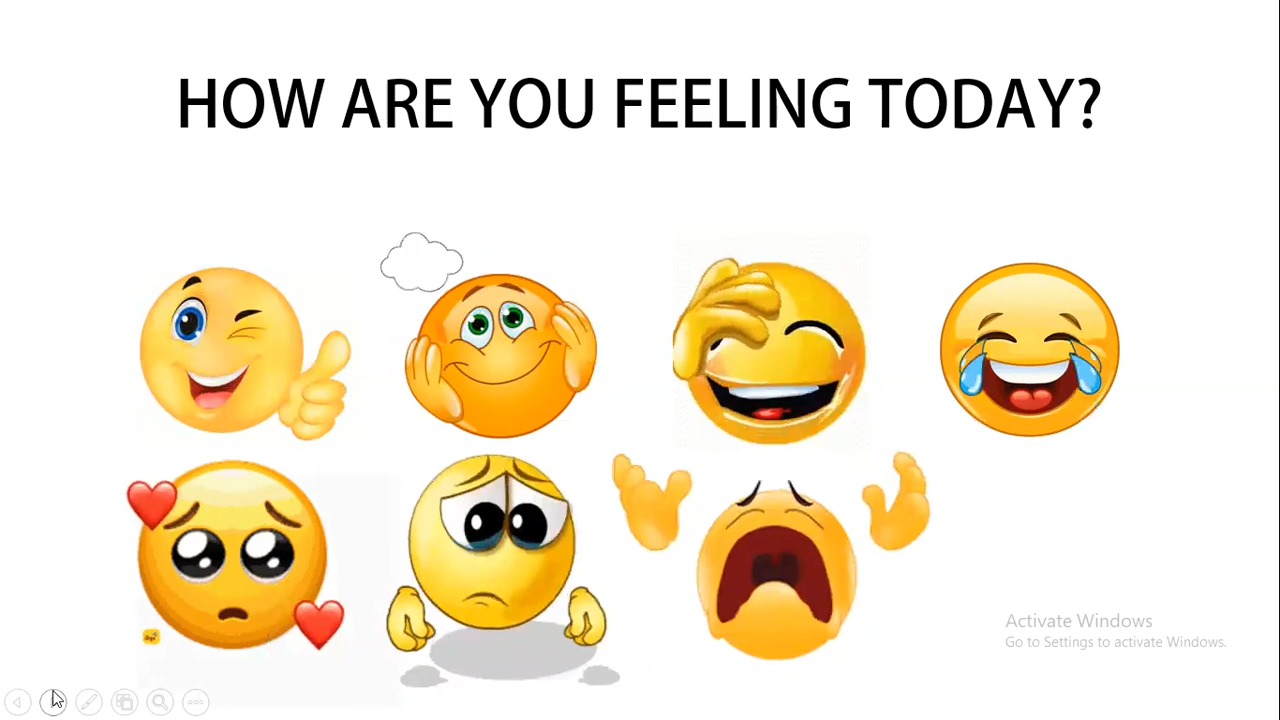 HOW ARE YOU FEELING TODAY?
Activate Windows
Go to Settings to activate Windows.